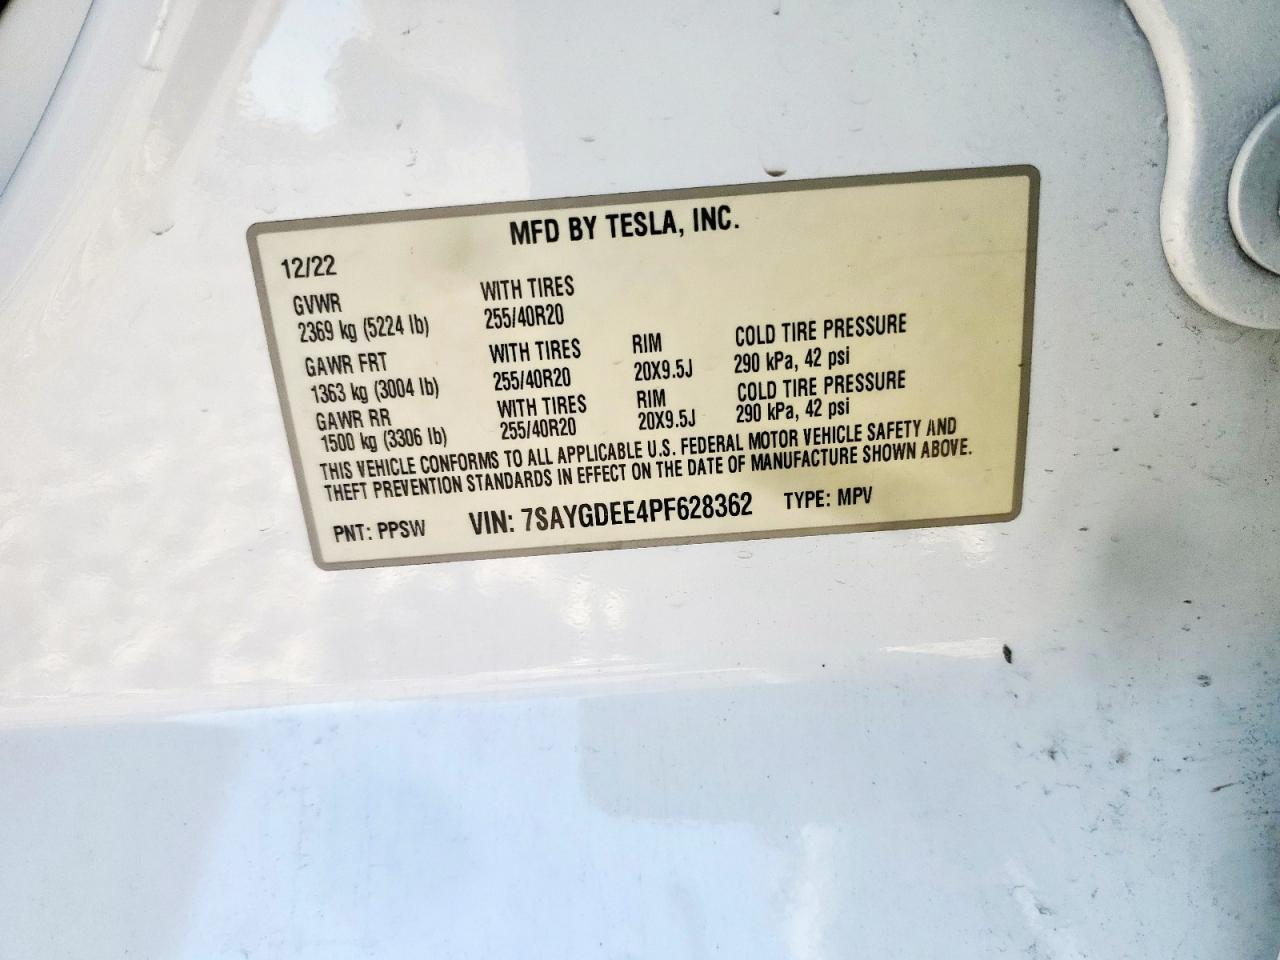 MFD BY TESLA, INC.
12/22
GVWR WITH TIRES
2369 kg (5224 lb) 255/40R20
GAWR FRT WITH TIRES RIM COLD TIRE PRESSURE
1363 kg (3004 lb) 255/40R20 20X9.5J 290 kPa, 42 psi
GAWR RR WITH TIRES RIM COLD TIRE PRESSURE
1500 kg (3306 lb) 255/40R20 20X9.5J 290 kPa, 42 psi
THIS VEHICLE CONFORMS TO ALL APPLICABLE U.S. FEDERAL MOTOR VEHICLE SAFETY AND
THEFT PREVENTION STANDARDS IN EFFECT ON THE DATE OF MANUFACTURE SHOWN ABOVE.
PNT: PPSW VIN: 7SAYGDEE4PF628362 TYPE: MPV